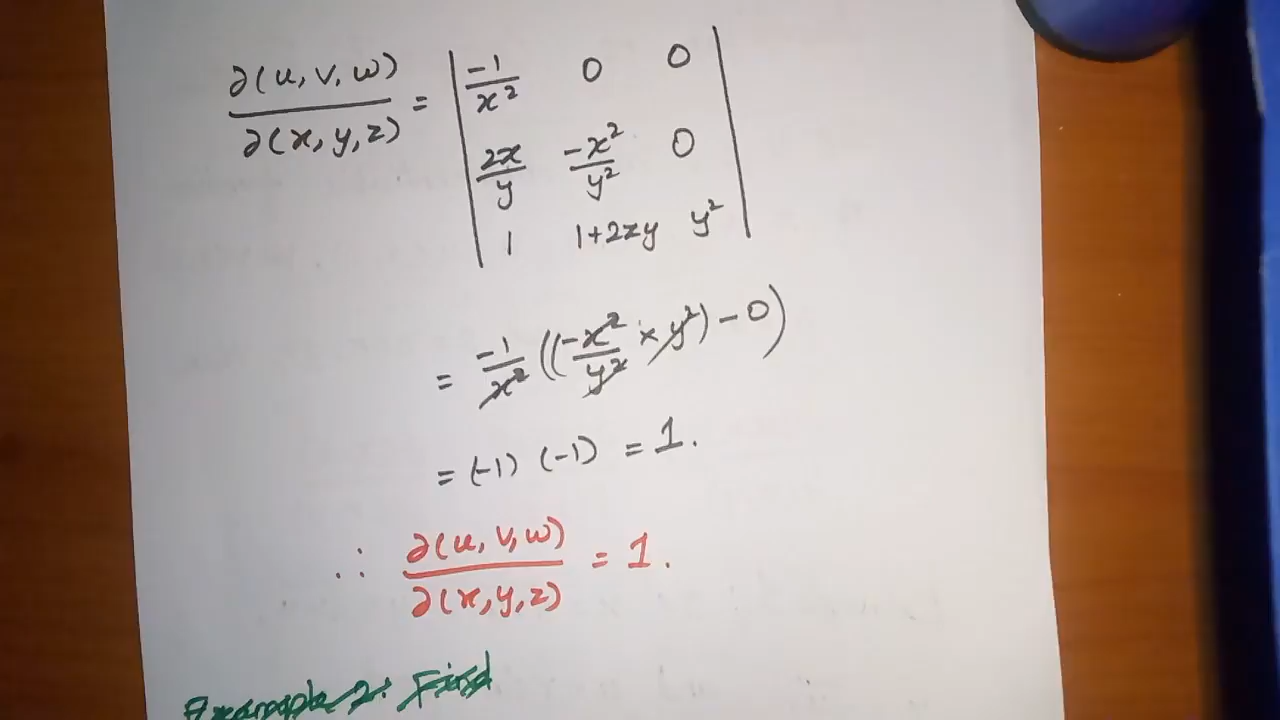 ∂(u, v, w) / ∂(x, y, z) = | -1/x² 0 0 |
| 2x/y -x²/y² 0 |
| 1 1+2zy y² |
= -1/x² ((-x²/y² × y²) - 0)
= (-1) (-1) = 1.
∴ ∂(u, v, w) / ∂(x, y, z) = 1.
Example 2: Find